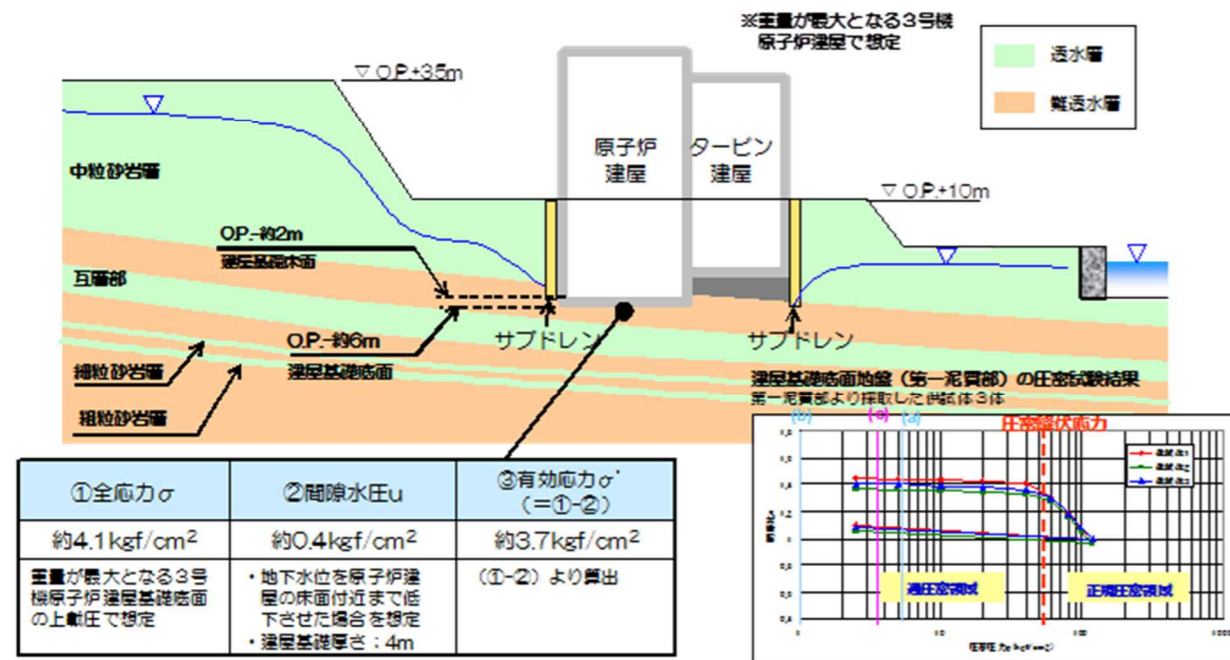 ※重量が最大となる3号機
原子炉建屋で想定
透水層
難透水層
▽ O.P.+35m
原子炉
建屋
タービン
建屋
▽ O.P.+10m
中粒砂岩層
O.P.-約2m
建屋基礎床面
互層部
O.P.-約6m
建屋基礎底面
サブドレン
サブドレン
細粒砂岩層
粗粒砂岩層
建屋基礎底面地盤（第一泥質部）の圧密試験結果
第一泥質部より採取した供試体3体
(b)
(c)
(a)
圧密降伏応力
供試体1
供試体2
供試体3
過圧密領域
正規圧密領域
①全応力σ
②間隙水圧u
③有効応力σ'
（=①-②）
約4.1kgf/cm²
約0.4kgf/cm²
約3.7kgf/cm²
重量が最大となる3号
機原子炉建屋基礎底面
の上載圧で想定
・地下水位を原子炉建
屋の床面付近まで低
下させた場合を想定
・建屋基礎厚さ：4m
（①-②）より算出